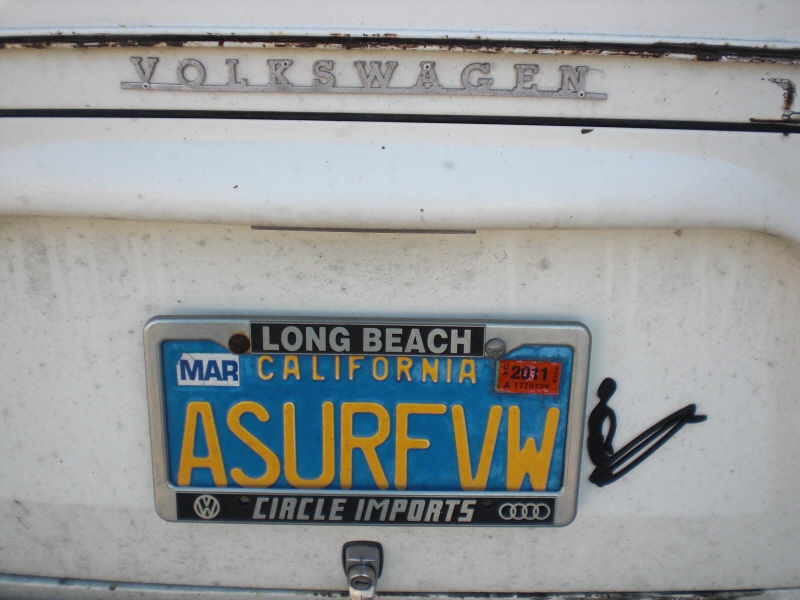 VOLKSWAGEN
LONG BEACH
MAR CALIFORNIA 2011
ASURFVW
CIRCLE IMPORTS